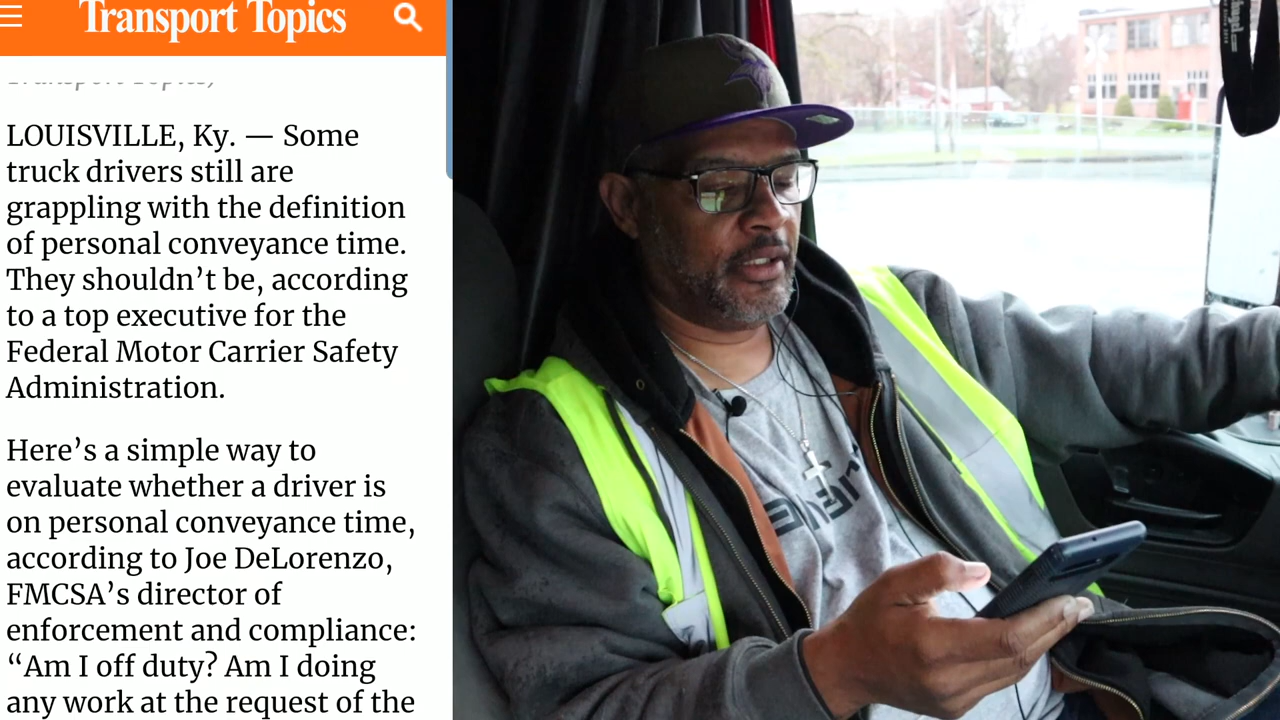 Transport Topics
LOUISVILLE, Ky. — Some
truck drivers still are
grappling with the definition
of personal conveyance time.
They shouldn’t be, according
to a top executive for the
Federal Motor Carrier Safety
Administration.
Here’s a simple way to
evaluate whether a driver is
on personal conveyance time,
according to Joe DeLorenzo,
FMCSA’s director of
enforcement and compliance:
“Am I off duty? Am I doing
any work at the request of the